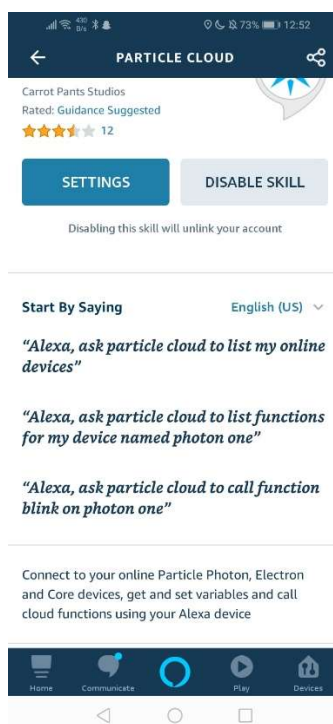 430
B/s
73%
12:52
PARTICLE CLOUD
Carrot Pants Studios
Rated: Guidance Suggested
12
SETTINGS
DISABLE SKILL
Disabling this skill will unlink your account
Start By Saying
English (US)
“Alexa, ask particle cloud to list my online
devices”
“Alexa, ask particle cloud to list functions
for my device named photon one”
“Alexa, ask particle cloud to call function
blink on photon one”
Connect to your online Particle Photon, Electron
and Core devices, get and set variables and call
cloud functions using your Alexa device
Home
Communicate
Play
Devices